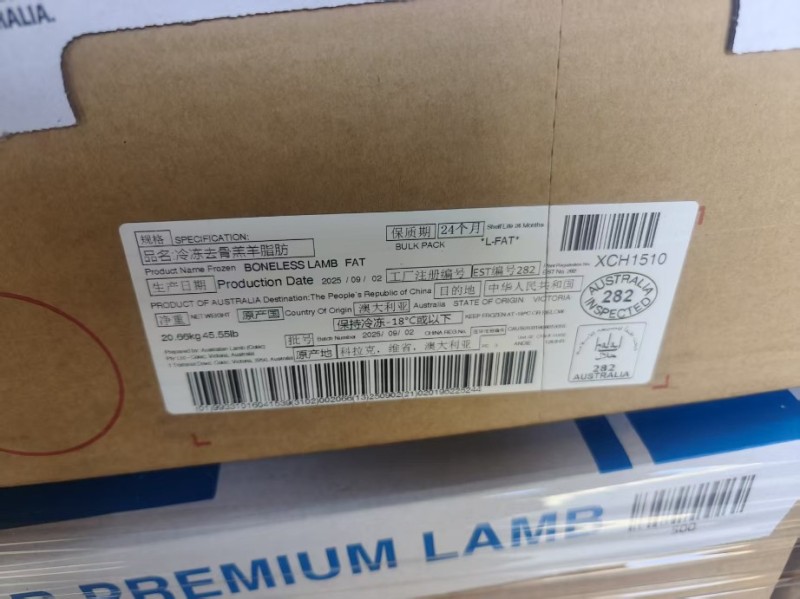 ALIA.
规格 SPECIFICATION:
保质期 24个月 Shelf Life 24 Months
品名:冷冻去骨羔羊脂肪
BULK PACK *L-FAT*
XCH1510
Product Name Frozen BONELESS LAMB FAT
生产日期 Production Date 2025 / 09 / 02 工厂注册编号 EST编号282
PRODUCT OF AUSTRALIA Destination:The People's Republic of China 目的地 中华人民共和国
净重 NET WEIGHT 原产国 Country Of Origin 澳大利亚 Australia STATE OF ORIGIN VICTORIA
20.66kg 45.55lb 保持冷冻-18°C或以下
批号 Batch Number 2025/ 09/ 02 CHINA REG.No.
原产地 科拉克, 维省, 澳大利亚
AUSTRALIA
282
INSPECTED
282
AUSTRALIA
PREMIUM LAMB